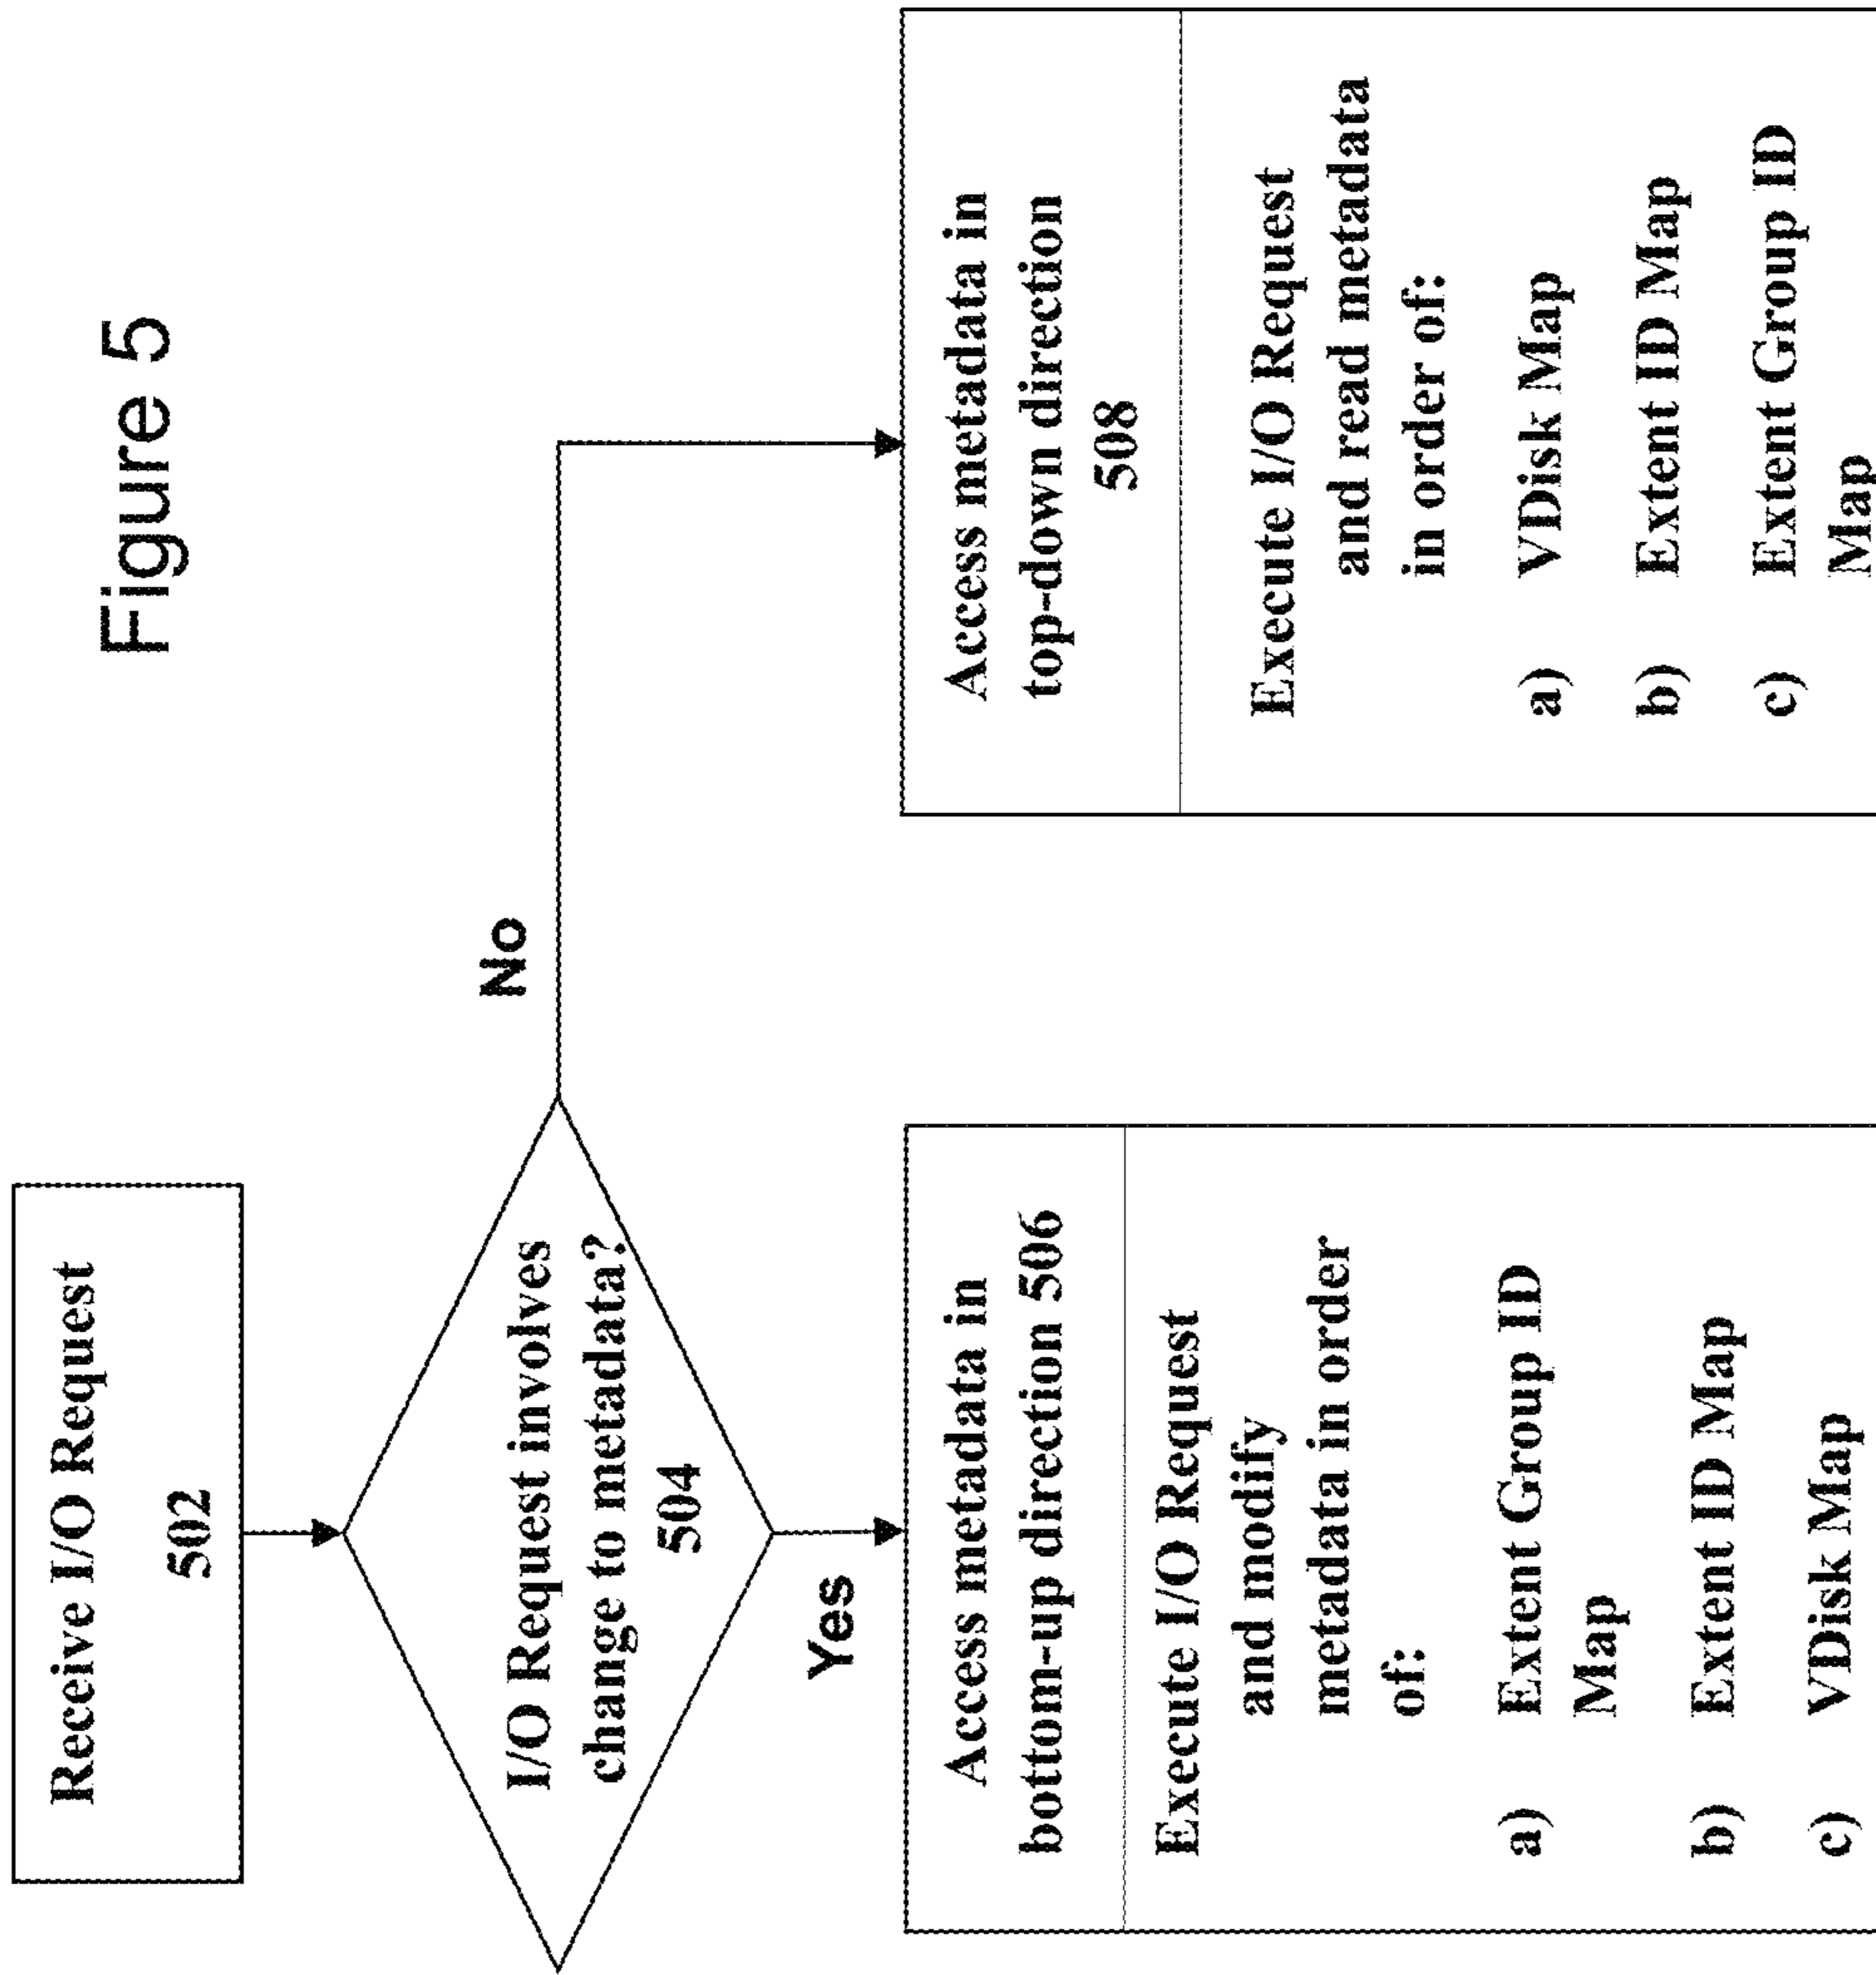 Figure 5
Receive I/O Request
502
I/O Request involves
change to metadata?
504
No
Yes
Access metadata in
bottom-up direction 506
Execute I/O Request
and modify
metadata in order
of:
a) Extent Group ID
Map
b) Extent ID Map
c) VDisk Map
Access metadata in
top-down direction
508
Execute I/O Request
and read metadata
in order of:
a) VDisk Map
b) Extent ID Map
c) Extent Group ID
Map